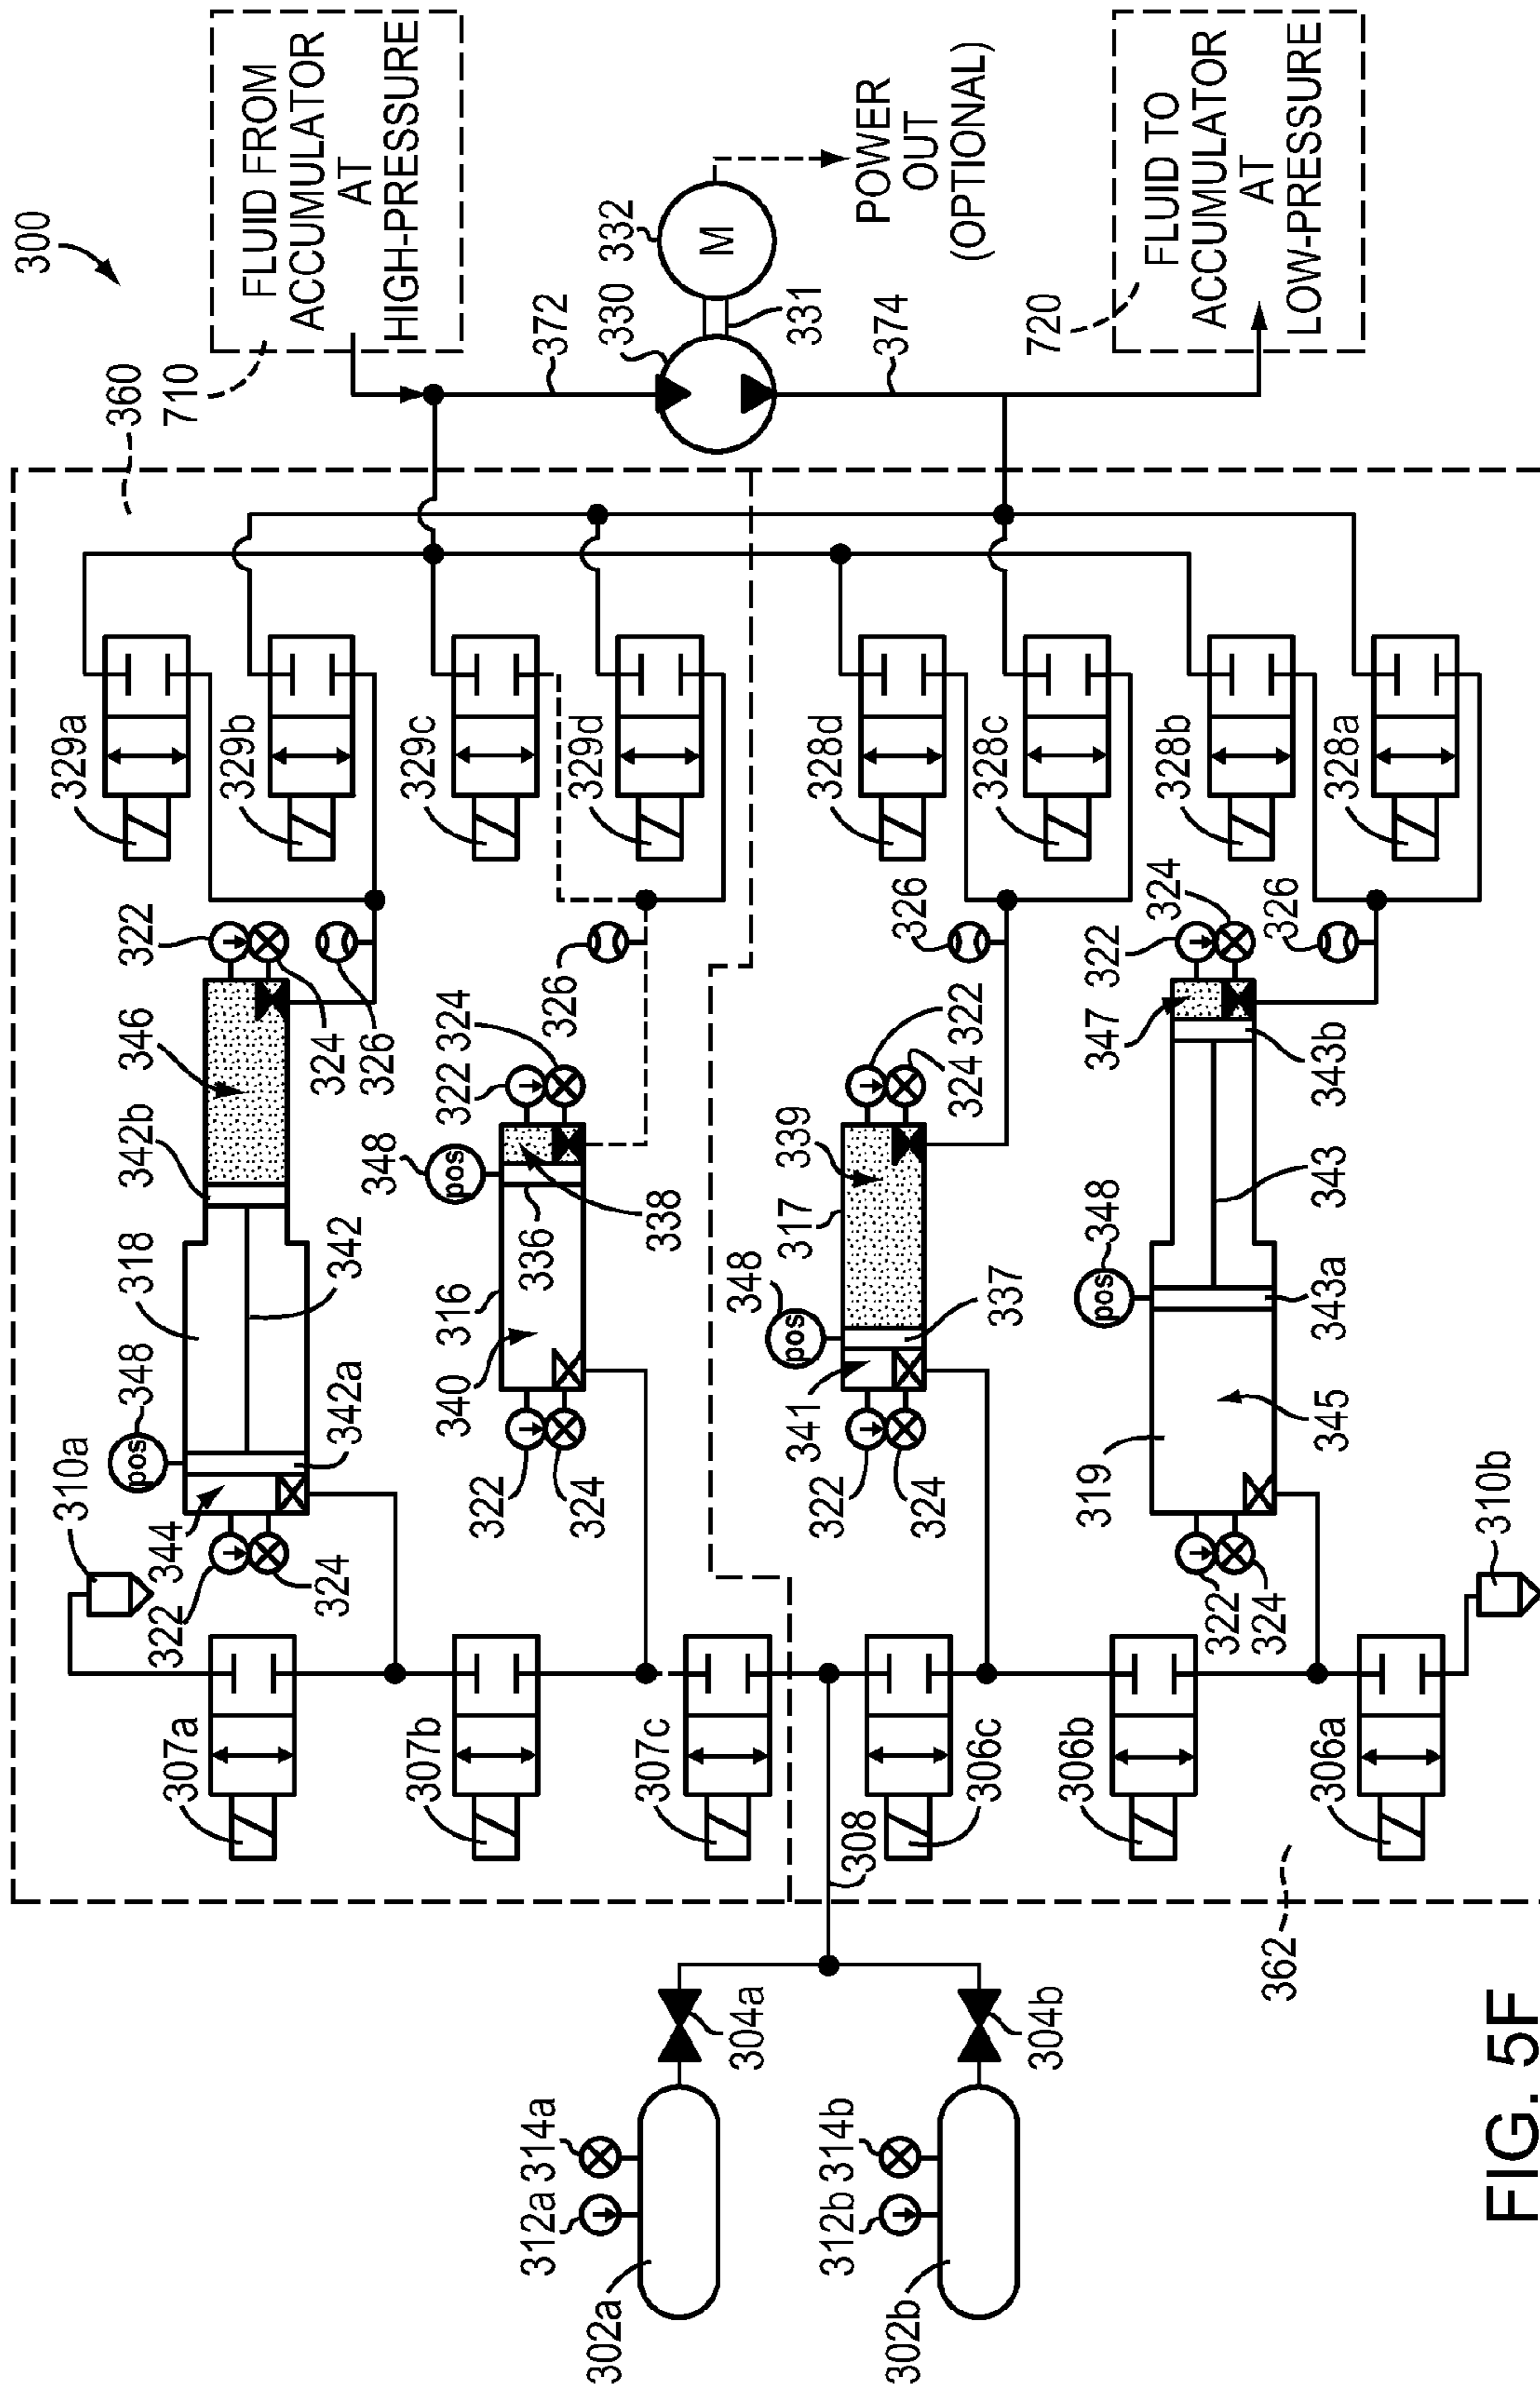 300
FLUID FROM
ACCUMULATOR
AT
HIGH-PRESSURE
360
710
372
330
332
M
331
POWER
OUT
(OPTIONAL)
374
720
FLUID TO
ACCUMULATOR
AT
LOW-PRESSURE
329a
329b
329c
329d
328d
328c
328b
328a
322
346
324
326
342b
318
342
348
pos
342a
310a
344
322
324
326
324
322
348
pos
338
336
316
340
322
324
326
322
324
339
317
348
pos
337
341
322
324
324
326
322
347
343b
343
348
pos
343a
345
319
310b
322
324
307a
307b
307c
308
306c
306b
306a
362
304a
304b
314a
312a
302a
314b
312b
302b
FIG. 5F